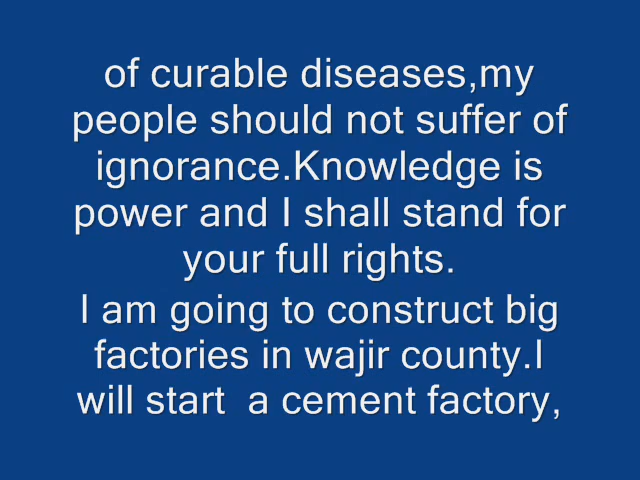 of curable diseases,my
people should not suffer of
ignorance.Knowledge is
power and I shall stand for
your full rights.
I am going to construct big
factories in wajir county.I
will start  a cement factory,